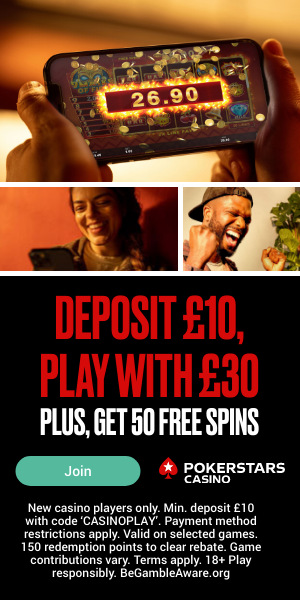 26.90
DEPOSIT £10,
PLAY WITH £30
PLUS, GET 50 FREE SPINS
Join
POKERSTARS
CASINO
New casino players only. Min. deposit £10
with code ‘CASINOPLAY’. Payment method
restrictions apply. Valid on selected games.
150 redemption points to clear rebate. Game
contributions vary. Terms apply. 18+ Play
responsibly. BeGambleAware.org